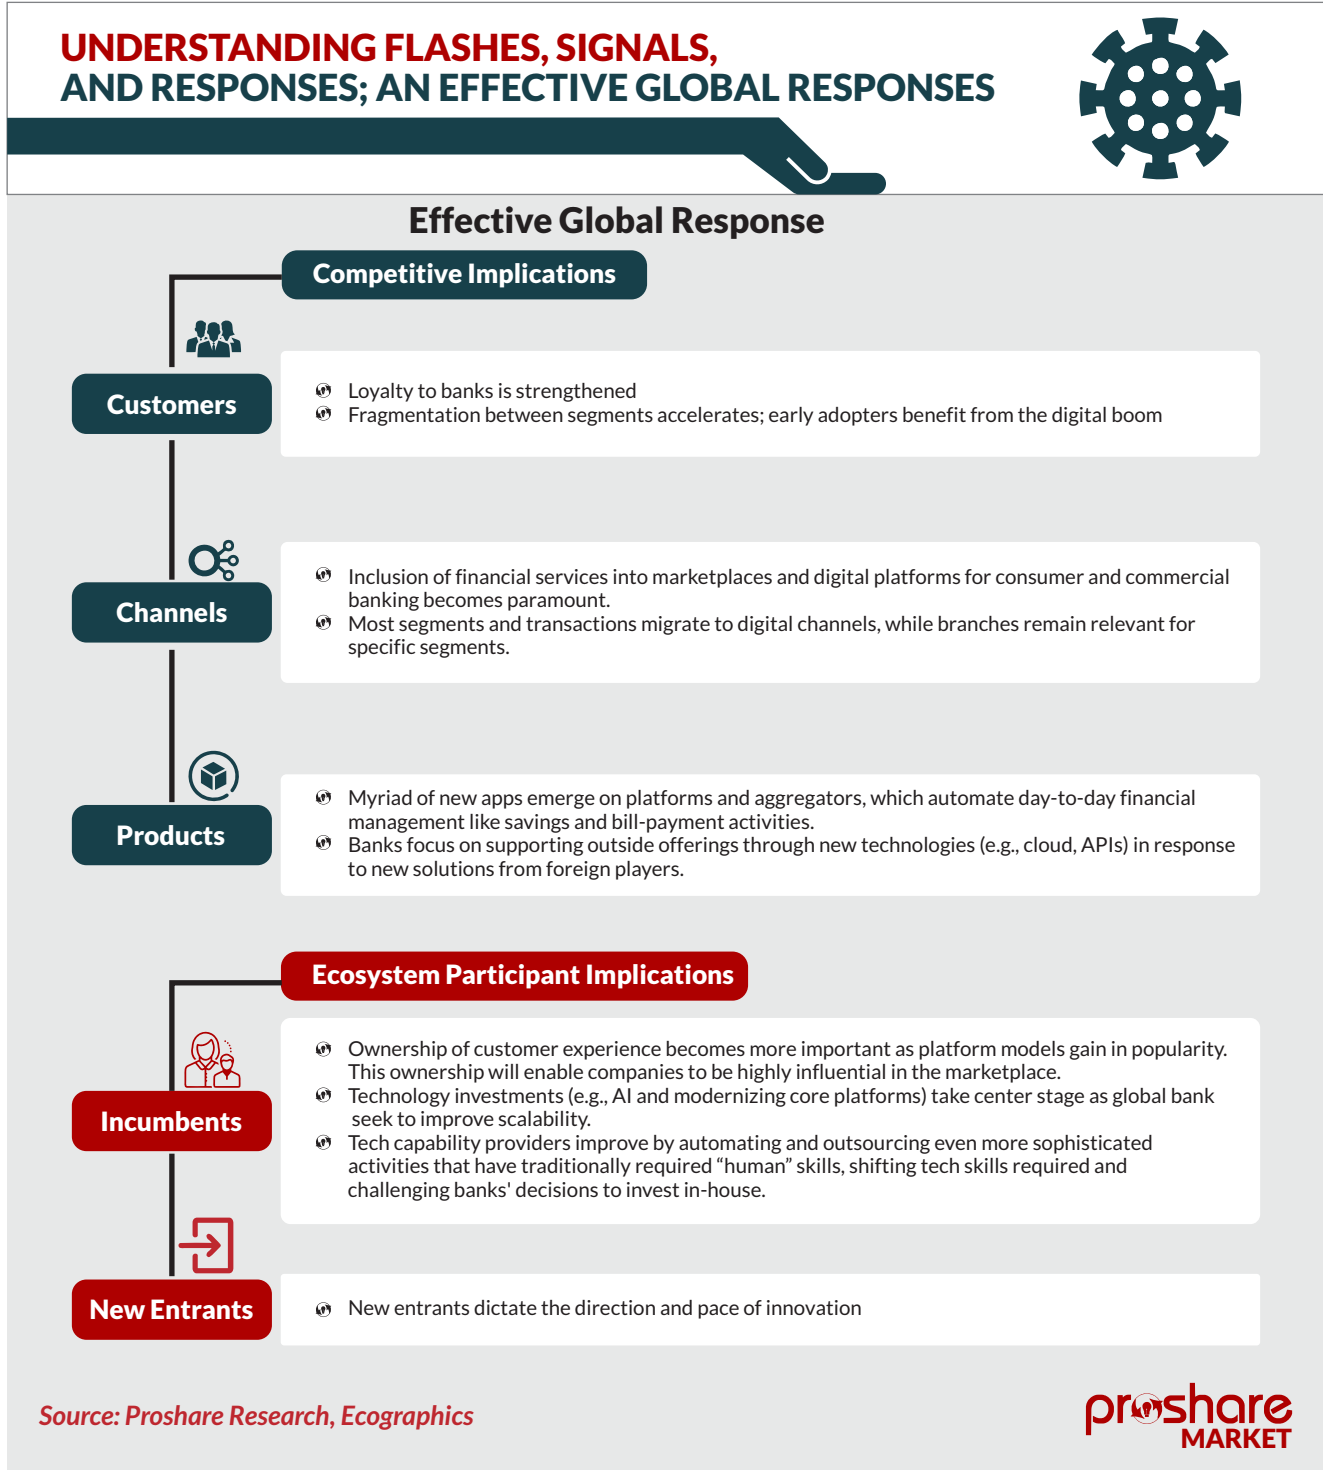 UNDERSTANDING FLASHES, SIGNALS,
AND RESPONSES; AN EFFECTIVE GLOBAL RESPONSES
Effective Global Response
Competitive Implications
Customers
Loyalty to banks is strengthened
Fragmentation between segments accelerates; early adopters benefit from the digital boom
Channels
Inclusion of financial services into marketplaces and digital platforms for consumer and commercial
banking becomes paramount.
Most segments and transactions migrate to digital channels, while branches remain relevant for
specific segments.
Products
Myriad of new apps emerge on platforms and aggregators, which automate day-to-day financial
management like savings and bill-payment activities.
Banks focus on supporting outside offerings through new technologies (e.g., cloud, APIs) in response
to new solutions from foreign players.
Ecosystem Participant Implications
Incumbents
Ownership of customer experience becomes more important as platform models gain in popularity.
This ownership will enable companies to be highly influential in the marketplace.
Technology investments (e.g., AI and modernizing core platforms) take center stage as global bank
seek to improve scalability.
Tech capability providers improve by automating and outsourcing even more sophisticated
activities that have traditionally required “human” skills, shifting tech skills required and
challenging banks' decisions to invest in-house.
New Entrants
New entrants dictate the direction and pace of innovation
Source: Proshare Research, Ecographics
proshare
MARKET